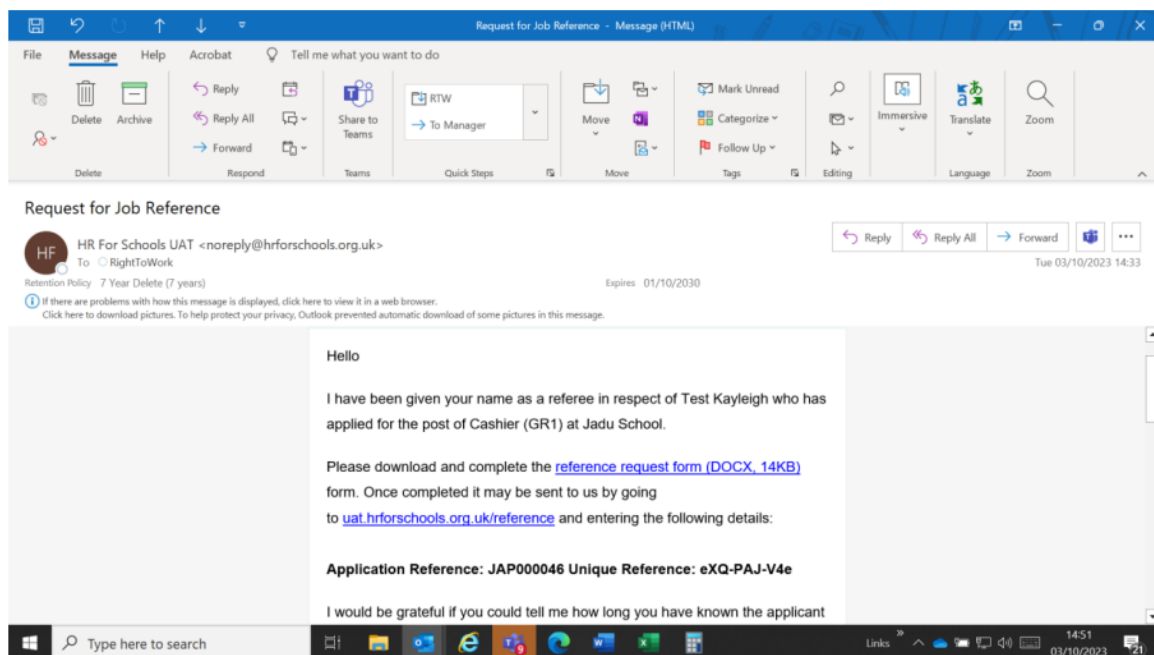 Request for Job Reference - Message (HTML)
File Message Help Acrobat Tell me what you want to do
Delete
Archive
Reply
Reply All
Forward
Share to
Teams
RTW
To Manager
Move
Mark Unread
Categorize
Follow Up
Immersive
Translate
Zoom
Delete Respond Teams Quick Steps Move Tags Editing Language Zoom
Request for Job Reference
HF
HR For Schools UAT <noreply@hrforschools.org.uk>
To RightToWork
Reply Reply All Forward
Tue 03/10/2023 14:33
Retention Policy 7 Year Delete (7 years) Expires 01/10/2030
If there are problems with how this message is displayed, click here to view it in a web browser.
Click here to download pictures. To help protect your privacy, Outlook prevented automatic download of some pictures in this message.
Hello
I have been given your name as a referee in respect of Test Kayleigh who has
applied for the post of Cashier (GR1) at Jadu School.
Please download and complete the reference request form (DOCX, 14KB)
form. Once completed it may be sent to us by going
to uat.hrforschools.org.uk/reference and entering the following details:
Application Reference: JAP000046 Unique Reference: eXQ-PAJ-V4e
I would be grateful if you could tell me how long you have known the applicant
Type here to search
9
Links
14:51
03/10/2023
21